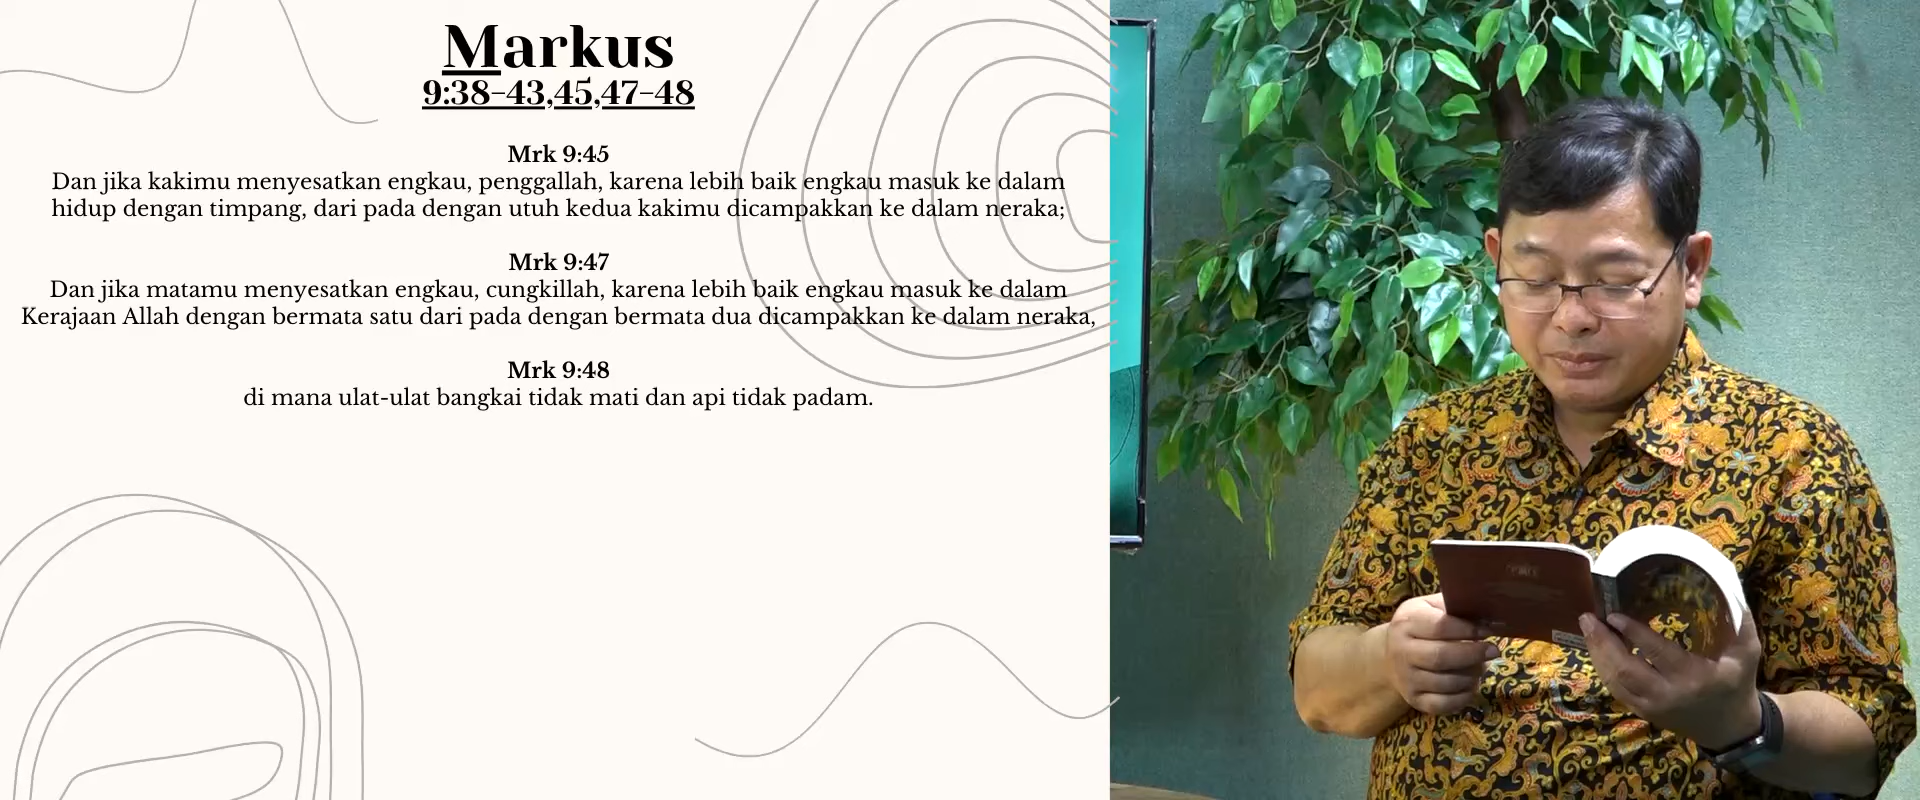 Markus
9:38-43,45,47-48
Mrk 9:45
Dan jika kakimu menyesatkan engkau, penggallah, karena lebih baik engkau masuk ke dalam
hidup dengan timpang, dari pada dengan utuh kedua kakimu dicampakkan ke dalam neraka;
Mrk 9:47
Dan jika matamu menyesatkan engkau, cungkillah, karena lebih baik engkau masuk ke dalam
Kerajaan Allah dengan bermata satu dari pada dengan bermata dua dicampakkan ke dalam neraka,
Mrk 9:48
di mana ulat-ulat bangkai tidak mati dan api tidak padam.